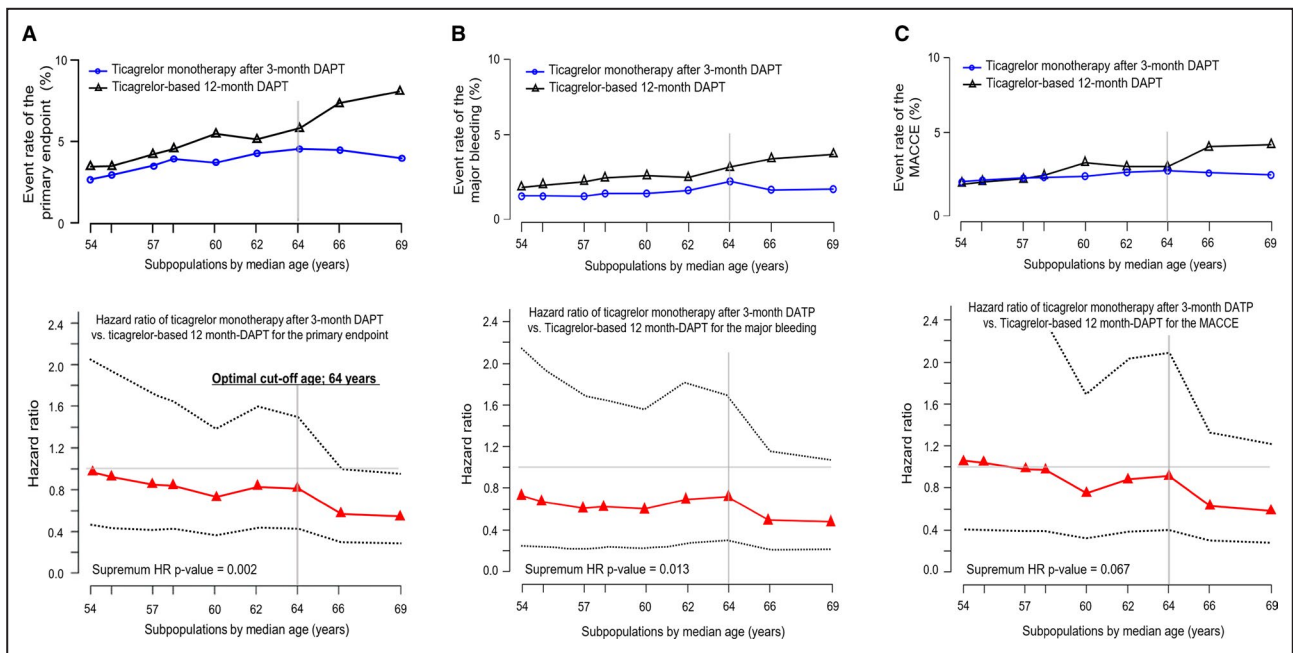 A
Event rate of the
primary endpoint (%)
10
5
0
Ticagrelor monotherapy after 3-month DAPT
Ticagrelor-based 12-month DAPT
54 57 60 62 64 66 69
Subpopulations by median age (years)
Hazard ratio of ticagrelor monotherapy after 3-month DAPT
vs. ticagrelor-based 12 month-DAPT for the primary endpoint
Optimal cut-off age; 64 years
Hazard ratio
2.4
2.0
1.6
1.2
0.8
0.4
0.0
Supremum HR p-value = 0.002
54 57 60 62 64 66 69
Subpopulations by median age (years)
B
Event rate of the
major bleeding (%)
10
5
0
Ticagrelor monotherapy after 3-month DAPT
Ticagrelor-based 12-month DAPT
54 57 60 62 64 66 69
Subpopulations by median age (years)
Hazard ratio of ticagrelor monotherapy after 3-month DATP
vs. Ticagrelor-based 12 month-DAPT for the major bleeding
Hazard ratio
2.4
2.0
1.6
1.2
0.8
0.4
0.0
Supremum HR p-value = 0.013
54 57 60 62 64 66 69
Subpopulations by median age (years)
C
Event rate of the
MACCE (%)
10
5
0
Ticagrelor monotherapy after 3-month DAPT
Ticagrelor-based 12-month DAPT
54 57 60 62 64 66 69
Subpopulations by median age (years)
Hazard ratio of ticagrelor monotherapy after 3-month DATP
vs. Ticagrelor-based 12 month-DAPT for the MACCE
Hazard ratio
2.4
2.0
1.6
1.2
0.8
0.4
0.0
Supremum HR p-value = 0.067
54 57 60 62 64 66 69
Subpopulations by median age (years)